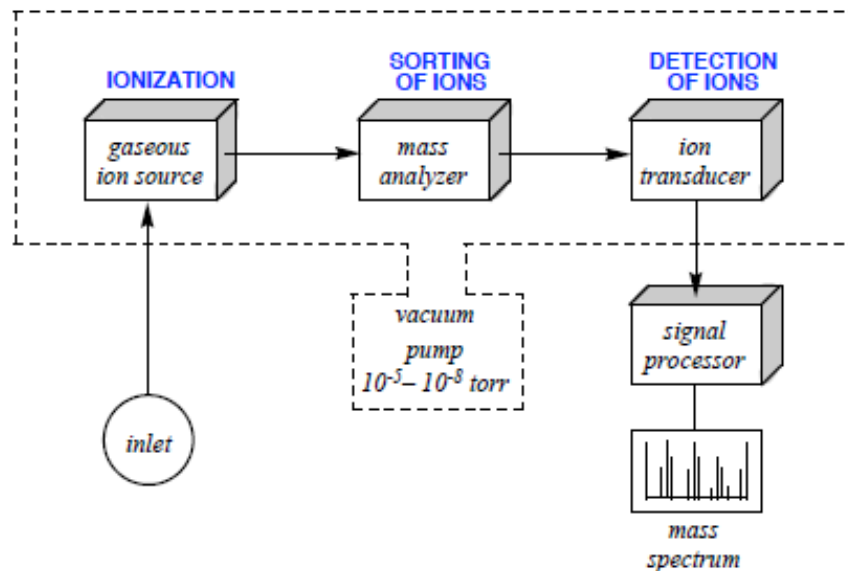 IONIZATION
SORTING
OF IONS
DETECTION
OF IONS
gaseous
ion source
mass
analyzer
ion
transducer
vacuum
pump
10⁻⁵– 10⁻⁸ torr
signal
processor
inlet
mass
spectrum